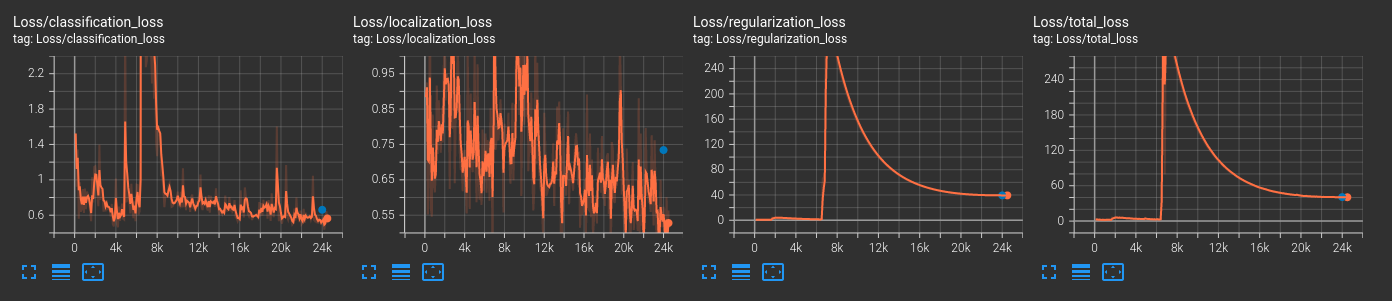 Loss/classification_loss
tag: Loss/classification_loss
2.2
1.8
1.4
1
0.6
0 4k 8k 12k 16k 20k 24k
Loss/localization_loss
tag: Loss/localization_loss
0.95
0.85
0.75
0.65
0.55
0 4k 8k 12k 16k 20k 24k
Loss/regularization_loss
tag: Loss/regularization_loss
240
200
160
120
80
40
0
0 4k 8k 12k 16k 20k 24k
Loss/total_loss
tag: Loss/total_loss
240
180
120
60
0
0 4k 8k 12k 16k 20k 24k